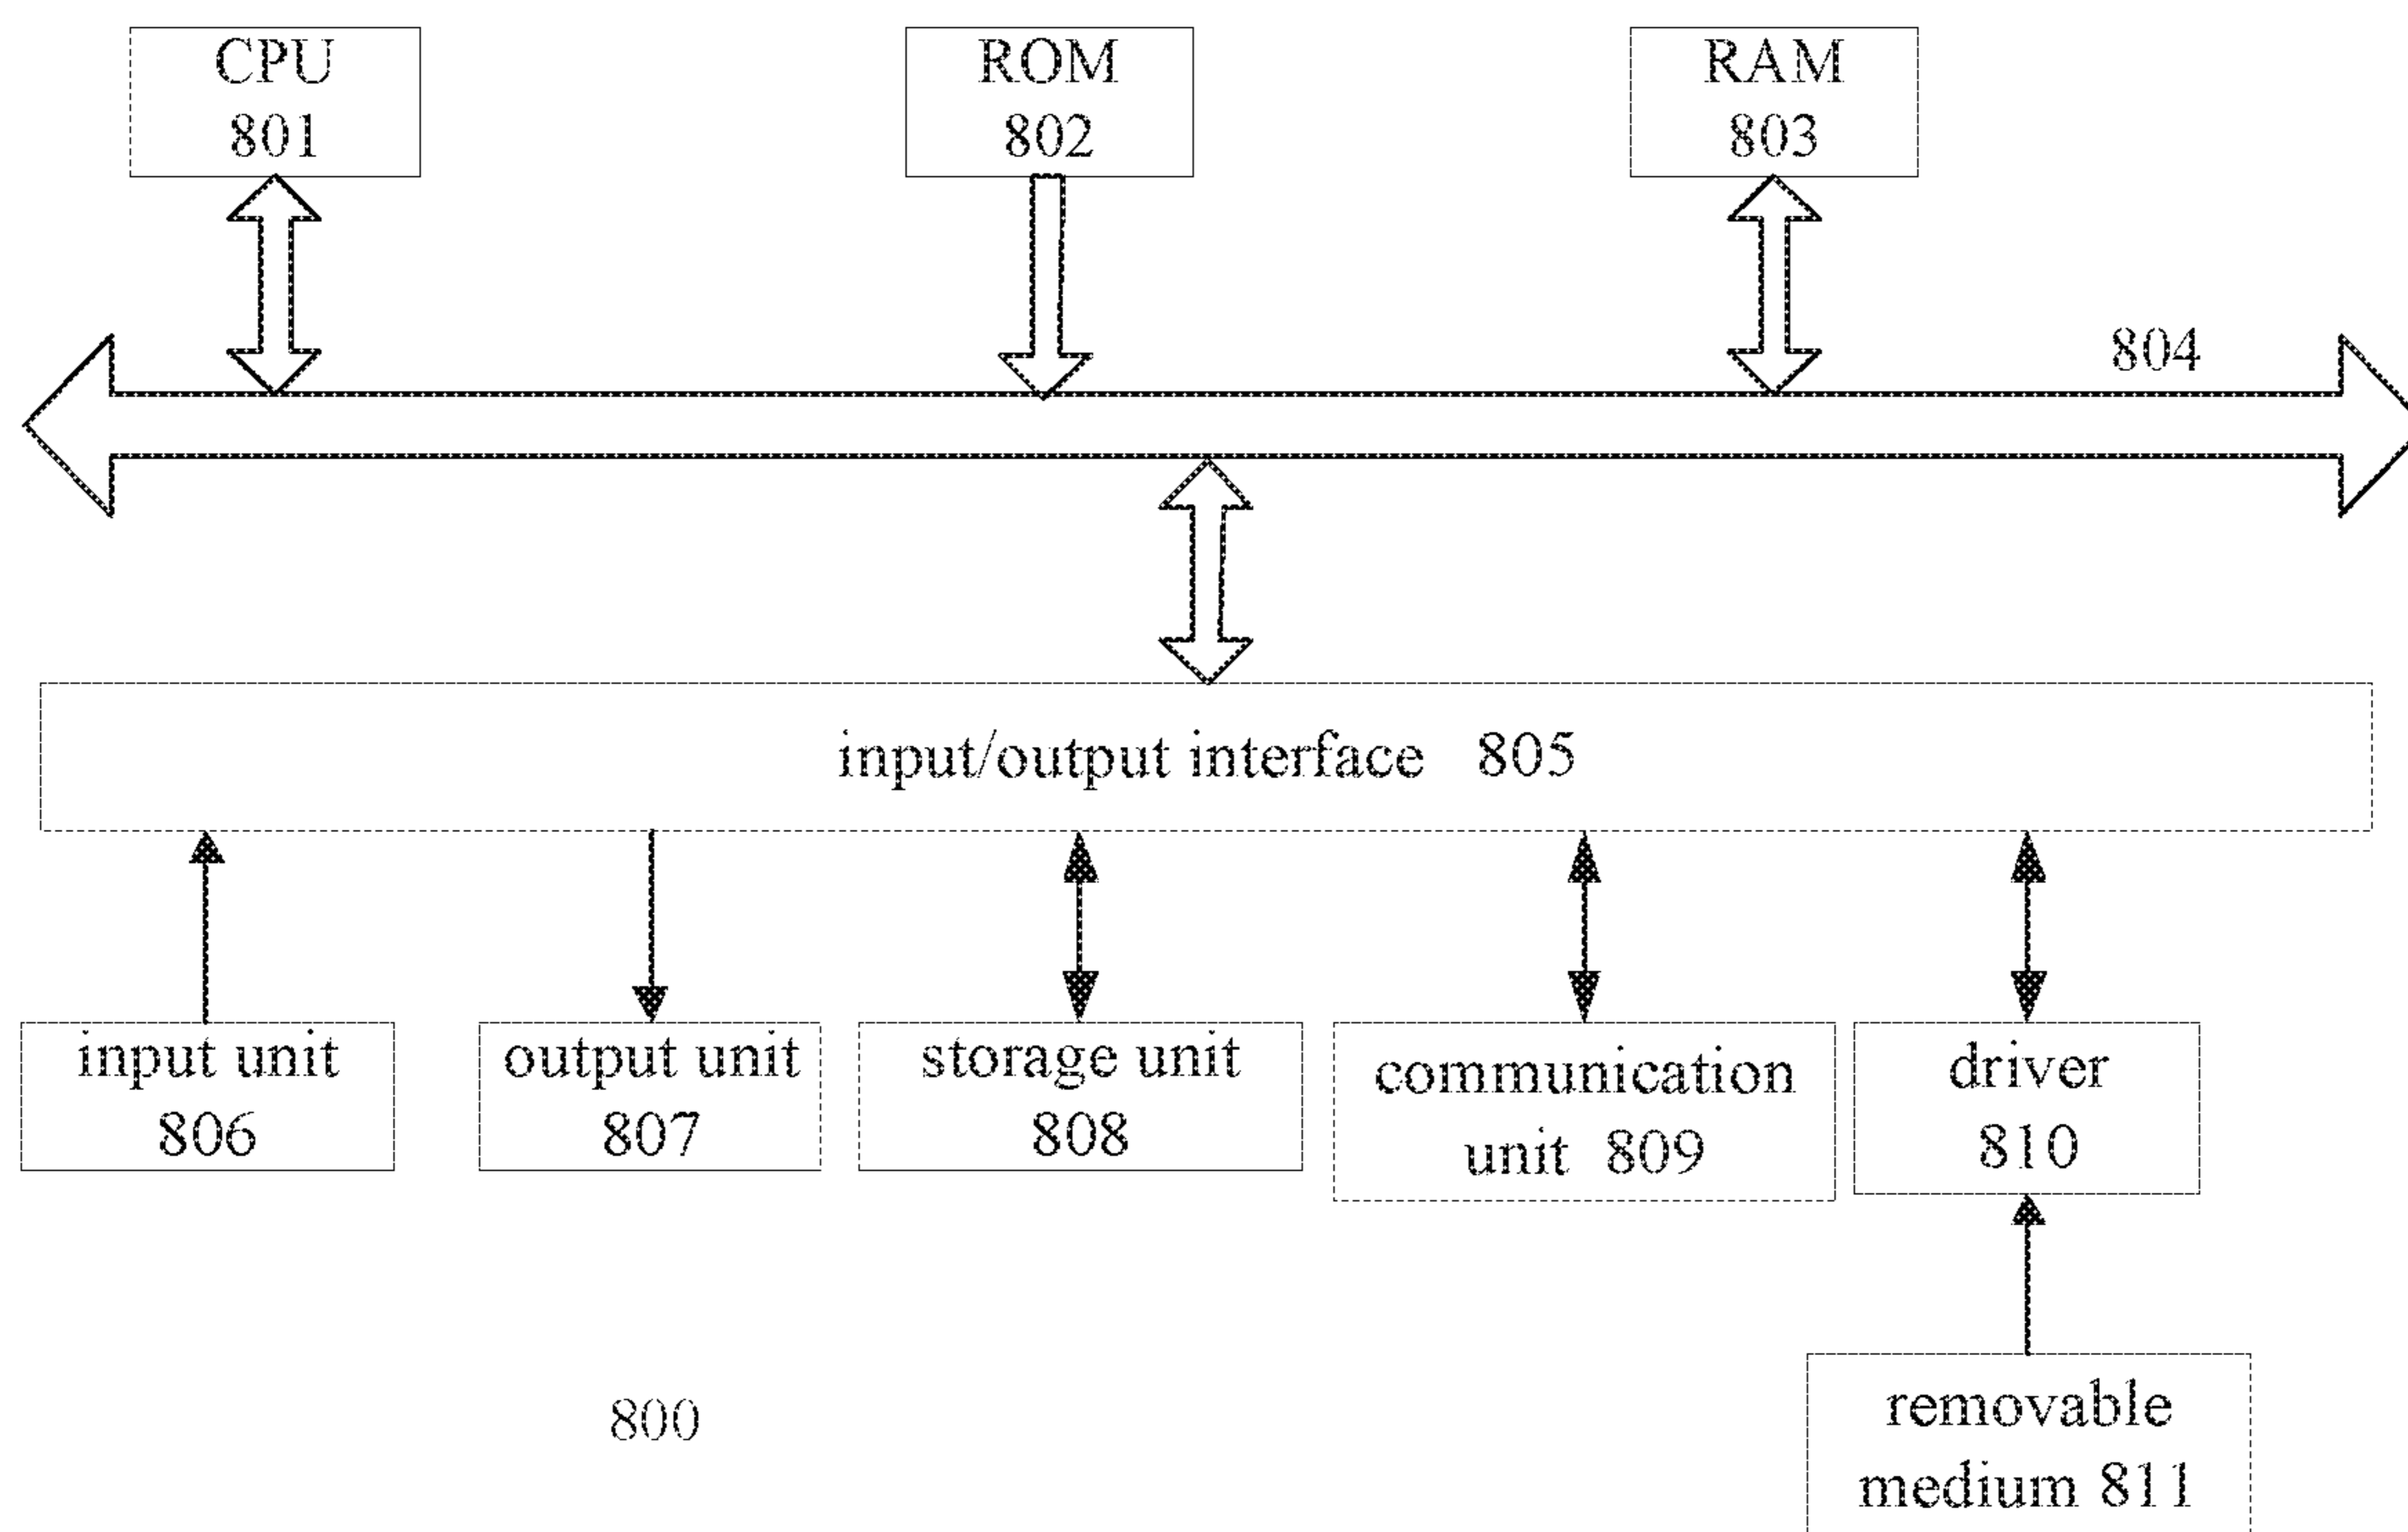 CPU
801
ROM
802
RAM
803
804
input/output interface 805
input unit
806
output unit
807
storage unit
808
communication
unit 809
driver
810
800
removable
medium 811